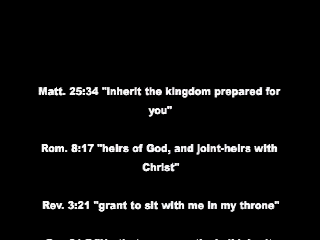 Matt. 25:34 "Inherit the kingdom prepared for
you"
Rom. 8:17 "heirs of God, and joint-heirs with
Christ"
Rev. 3:21 "grant to sit with me in my throne"